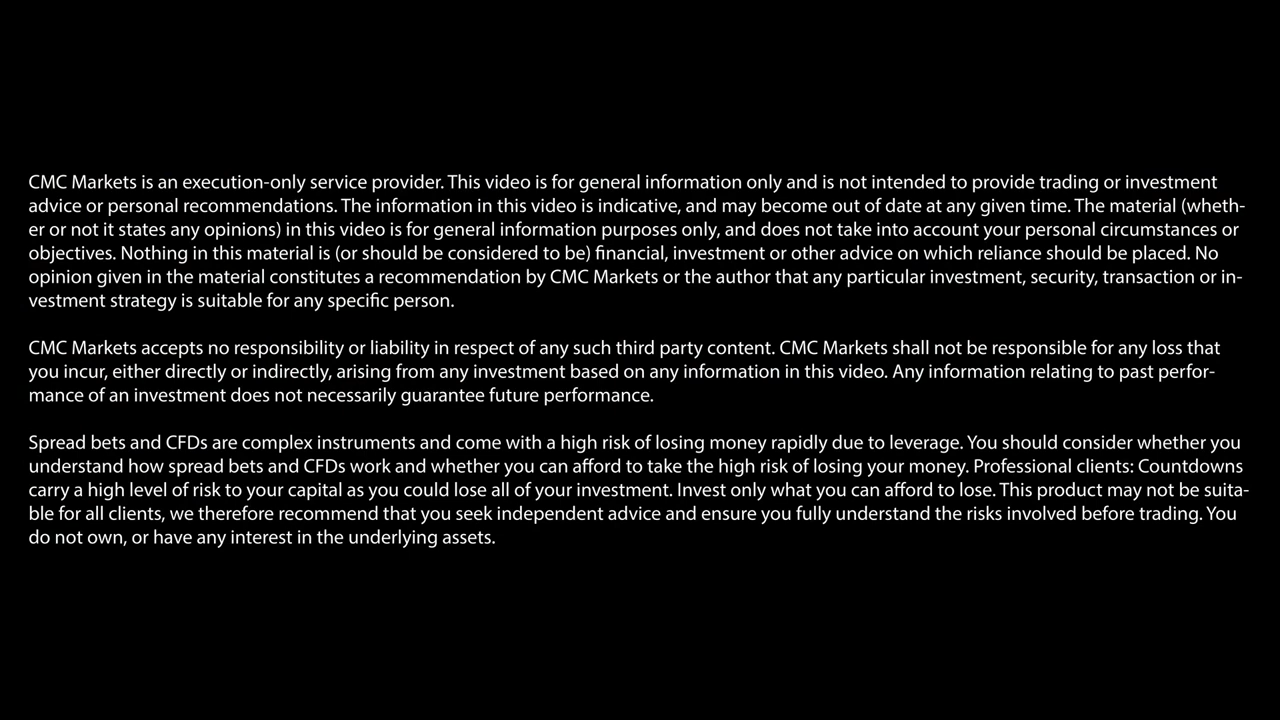 CMC Markets is an execution-only service provider. This video is for general information only and is not intended to provide trading or investment
advice or personal recommendations. The information in this video is indicative, and may become out of date at any given time. The material (wheth-
er or not it states any opinions) in this video is for general information purposes only, and does not take into account your personal circumstances or
objectives. Nothing in this material is (or should be considered to be) financial, investment or other advice on which reliance should be placed. No
opinion given in the material constitutes a recommendation by CMC Markets or the author that any particular investment, security, transaction or in-
vestment strategy is suitable for any specific person.

CMC Markets accepts no responsibility or liability in respect of any such third party content. CMC Markets shall not be responsible for any loss that
you incur, either directly or indirectly, arising from any investment based on any information in this video. Any information relating to past perfor-
mance of an investment does not necessarily guarantee future performance.

Spread bets and CFDs are complex instruments and come with a high risk of losing money rapidly due to leverage. You should consider whether you
understand how spread bets and CFDs work and whether you can afford to take the high risk of losing your money. Professional clients: Countdowns
carry a high level of risk to your capital as you could lose all of your investment. Invest only what you can afford to lose. This product may not be suita-
ble for all clients, we therefore recommend that you seek independent advice and ensure you fully understand the risks involved before trading. You
do not own, or have any interest in the underlying assets.